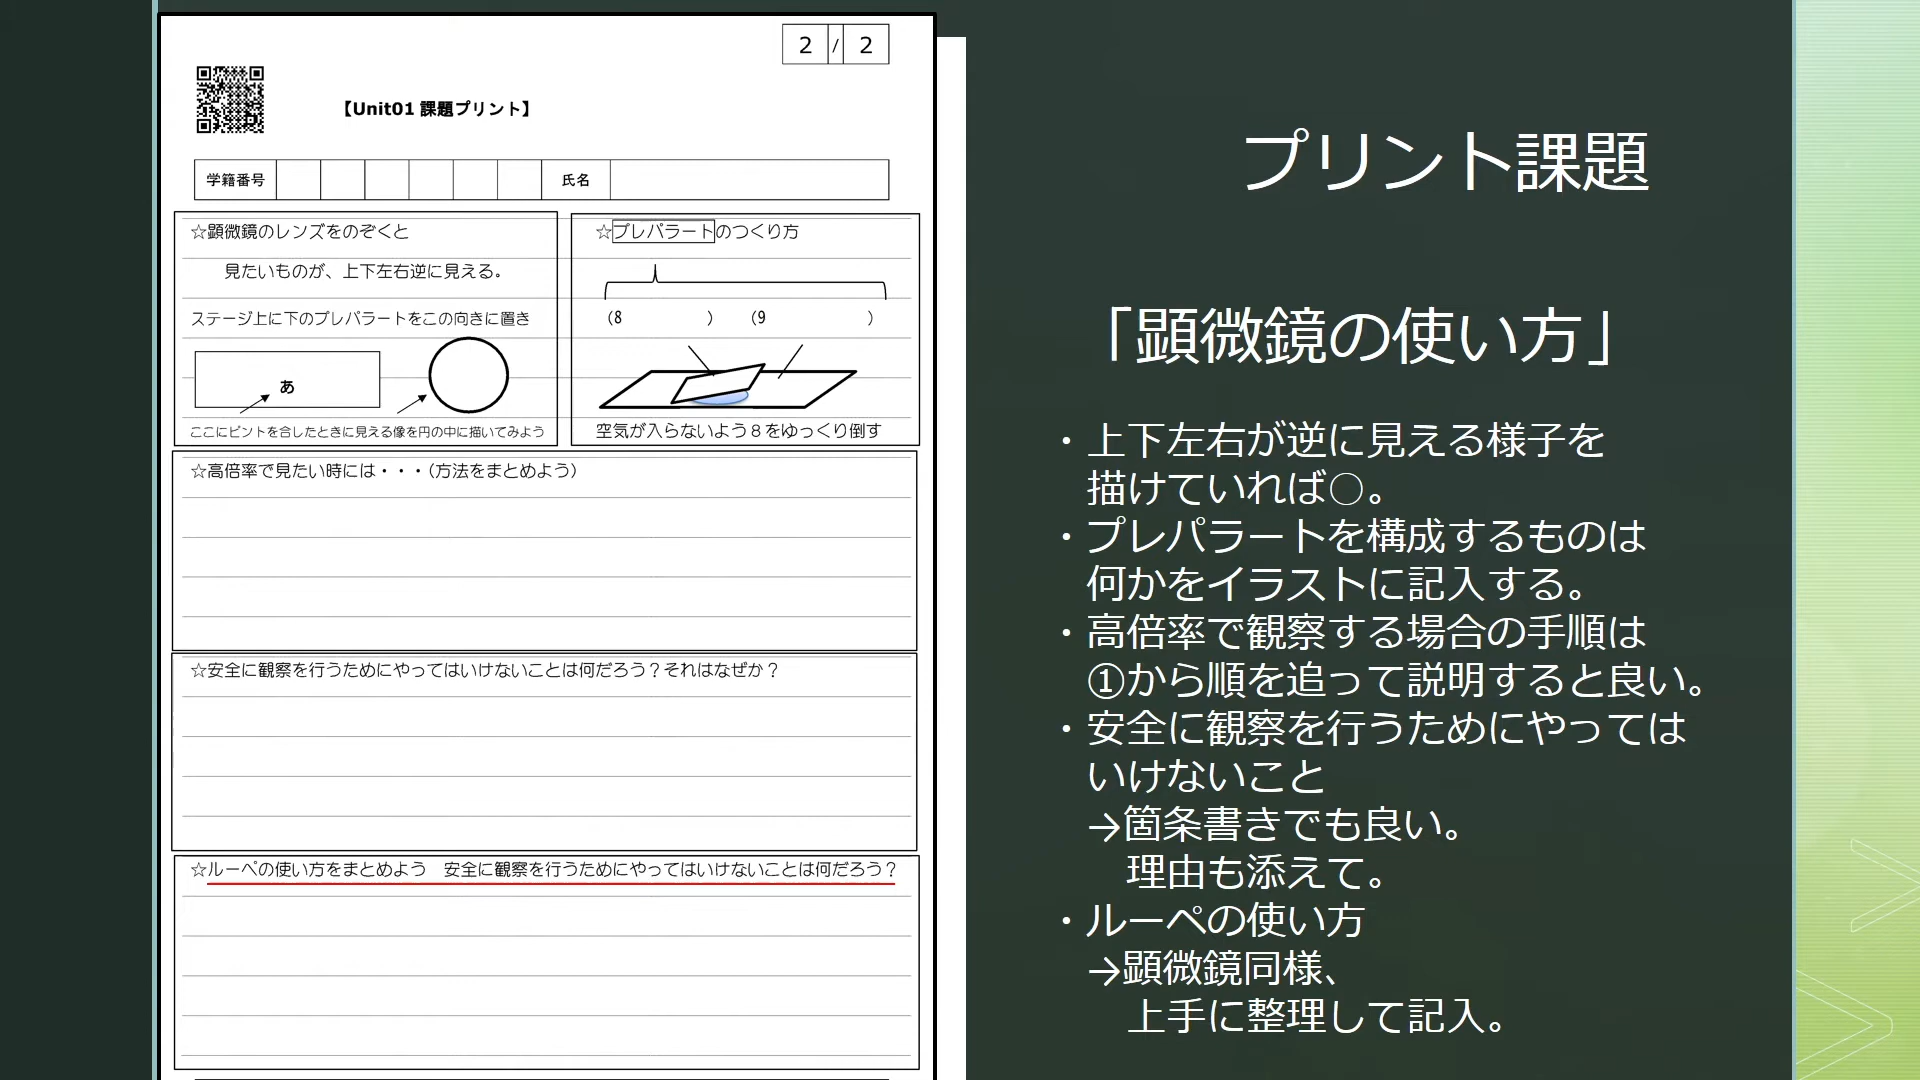 2 / 2
【Unit01 課題プリント】
学籍番号 氏名
☆顕微鏡のレンズをのぞくと
見たいものが、上下左右逆に見える。
ステージ上に下のプレパラートをこの向きに置き
あ
ここにピントを合したときに見える像を円の中に描いてみよう
☆プレパラートのつくり方
(8 ) (9 )
空気が入らないよう8をゆっくり倒す
☆高倍率で見たい時には・・・(方法をまとめよう)
☆安全に観察を行うためにやってはいけないことは何だろう？それはなぜか？
☆ルーペの使い方をまとめよう 安全に観察を行うためにやってはいけないことは何だろう？
プリント課題
「顕微鏡の使い方」
・上下左右が逆に見える様子を
描けていれば○。
・プレパラートを構成するものは
何かをイラストに記入する。
・高倍率で観察する場合の手順は
①から順を追って説明すると良い。
・安全に観察を行うためにやっては
いけないこと
→箇条書きでも良い。
理由も添えて。
・ルーペの使い方
→顕微鏡同様、
上手に整理して記入。